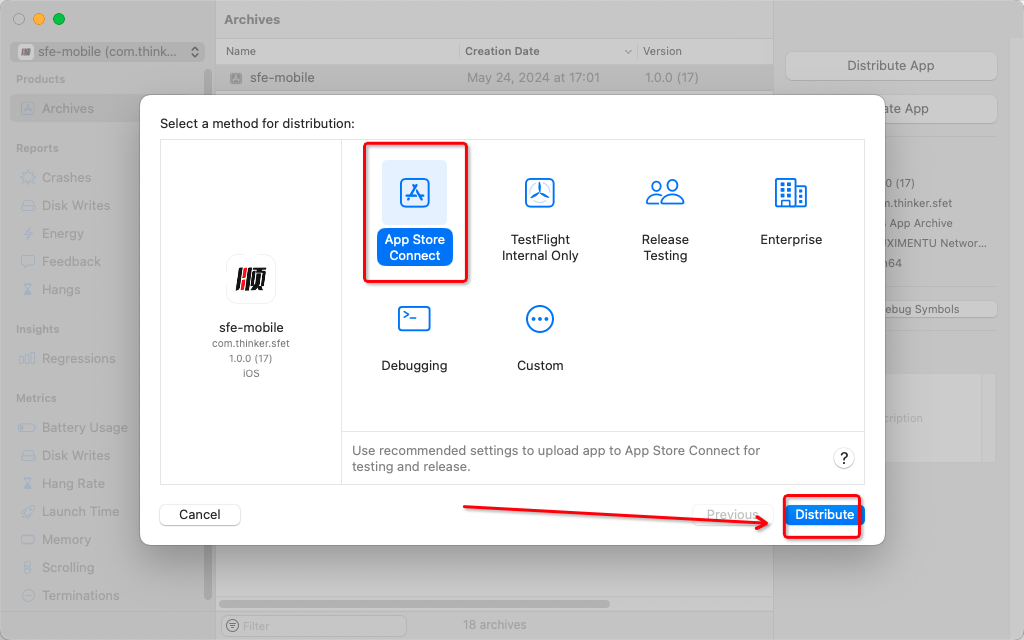 Archives
sfe-mobile (com.think...
Name
Creation Date
Version
sfe-mobile
May 24, 2024 at 17:01
1.0.0 (17)
Distribute App
Products
Archives
Reports
Crashes
Disk Writes
Energy
Feedback
Hangs
Insights
Regressions
Metrics
Battery Usage
Disk Writes
Hang Rate
Launch Time
Memory
Scrolling
Terminations
Select a method for distribution:
顺
sfe-mobile
com.thinker.sfet
1.0.0 (17)
iOS
App Store
Connect
TestFlight
Internal Only
Release
Testing
Enterprise
Debugging
Custom
Use recommended settings to upload app to App Store Connect for
testing and release.
?
Cancel
Previous
Distribute
ate App
0 (17)
n.thinker.sfet
App Archive
UXIMENTU Networ...
n64
ebug Symbols
cription
Filter
18 archives